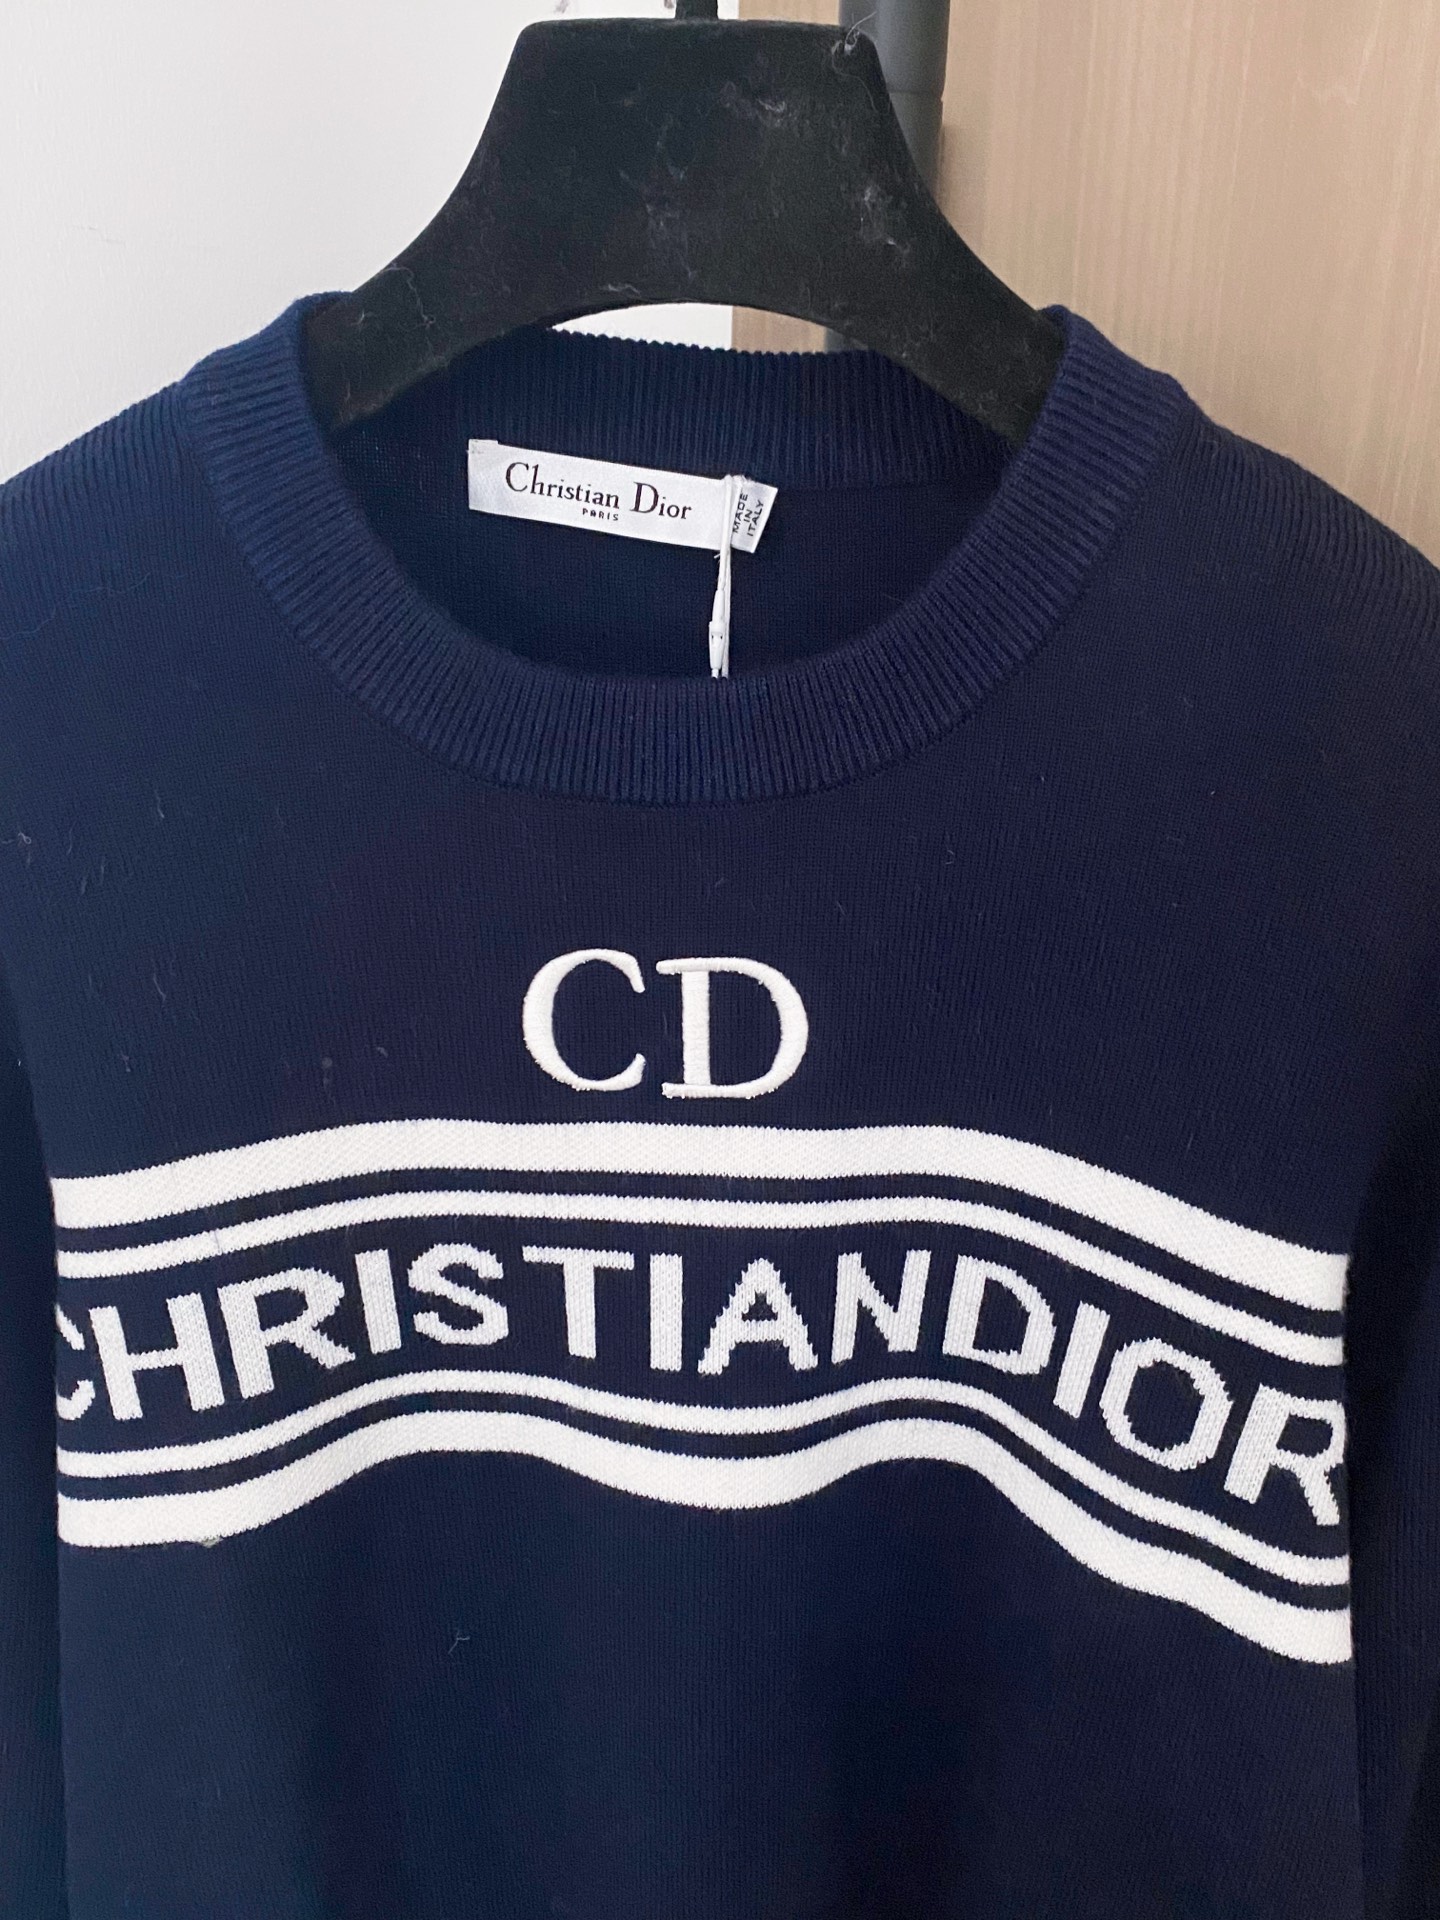 Christian Dior
PARIS
MADE
IN
ITALY
CD
CHRISTIANDIOR